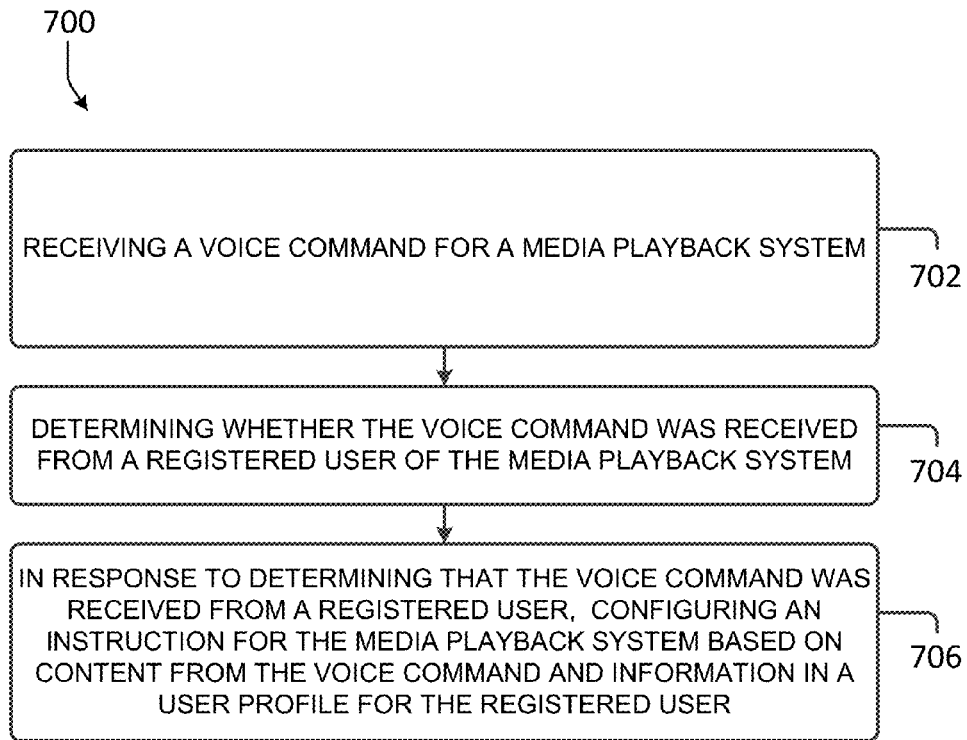 700
RECEIVING A VOICE COMMAND FOR A MEDIA PLAYBACK SYSTEM
702
DETERMINING WHETHER THE VOICE COMMAND WAS RECEIVED
FROM A REGISTERED USER OF THE MEDIA PLAYBACK SYSTEM
704
IN RESPONSE TO DETERMINING THAT THE VOICE COMMAND WAS
RECEIVED FROM A REGISTERED USER, CONFIGURING AN
INSTRUCTION FOR THE MEDIA PLAYBACK SYSTEM BASED ON
CONTENT FROM THE VOICE COMMAND AND INFORMATION IN A
USER PROFILE FOR THE REGISTERED USER
706